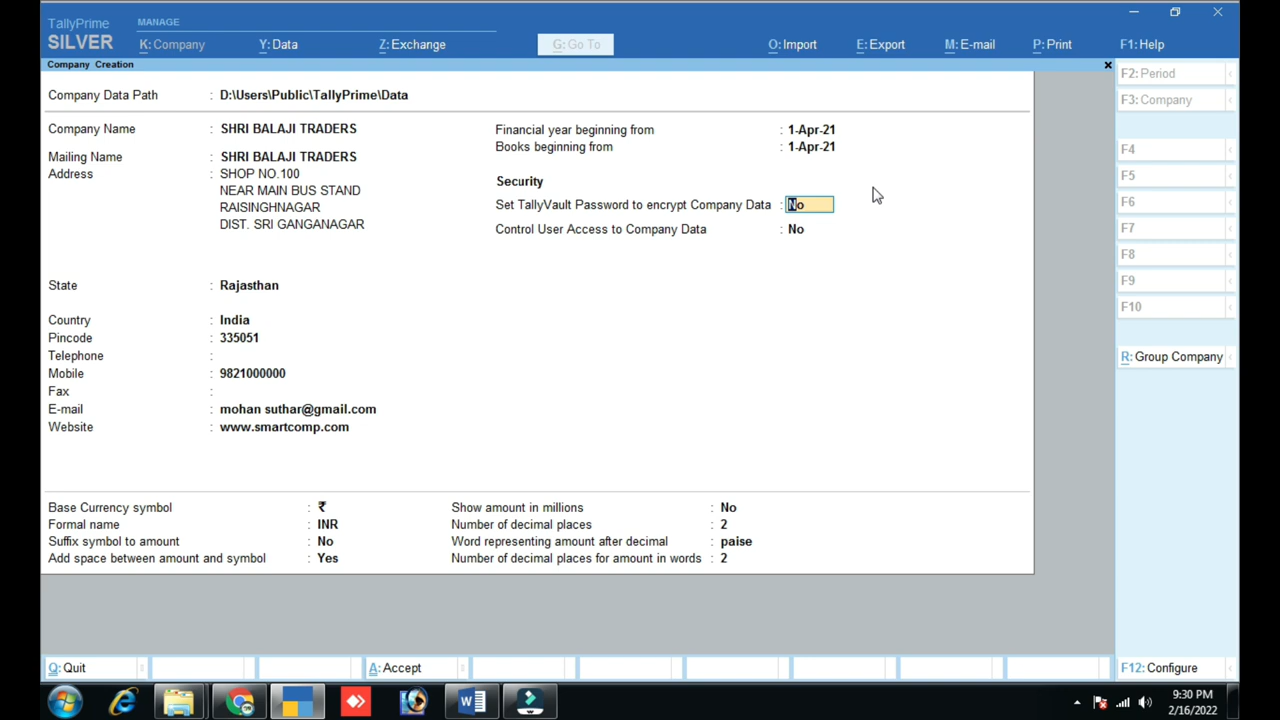 TallyPrime
SILVER
MANAGE
K: Company
Y: Data
Z: Exchange
G: Go To
O: Import
E: Export
M: E-mail
P: Print
F1: Help
Company Creation
Company Data Path : D:\Users\Public\TallyPrime\Data
Company Name : SHRI BALAJI TRADERS
Mailing Name : SHRI BALAJI TRADERS
Address : SHOP NO.100
NEAR MAIN BUS STAND
RAISINGHNAGAR
DIST. SRI GANGANAGAR
State : Rajasthan
Country : India
Pincode : 335051
Telephone :
Mobile : 9821000000
Fax :
E-mail : mohan suthar@gmail.com
Website : www.smartcomp.com
Financial year beginning from : 1-Apr-21
Books beginning from : 1-Apr-21
Security
Set TallyVault Password to encrypt Company Data : No
Control User Access to Company Data : No
Base Currency symbol : ₹
Formal name : INR
Suffix symbol to amount : No
Add space between amount and symbol : Yes
Show amount in millions : No
Number of decimal places : 2
Word representing amount after decimal : paise
Number of decimal places for amount in words : 2
F2: Period
F3: Company
F4
F5
F6
F7
F8
F9
F10
R: Group Company
Q: Quit
A: Accept
F12: Configure
9:30 PM
2/16/2022